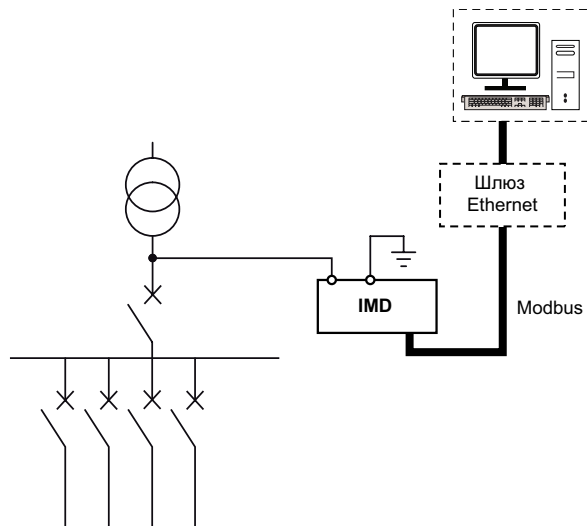 Шлюз
Ethernet
IMD
Modbus